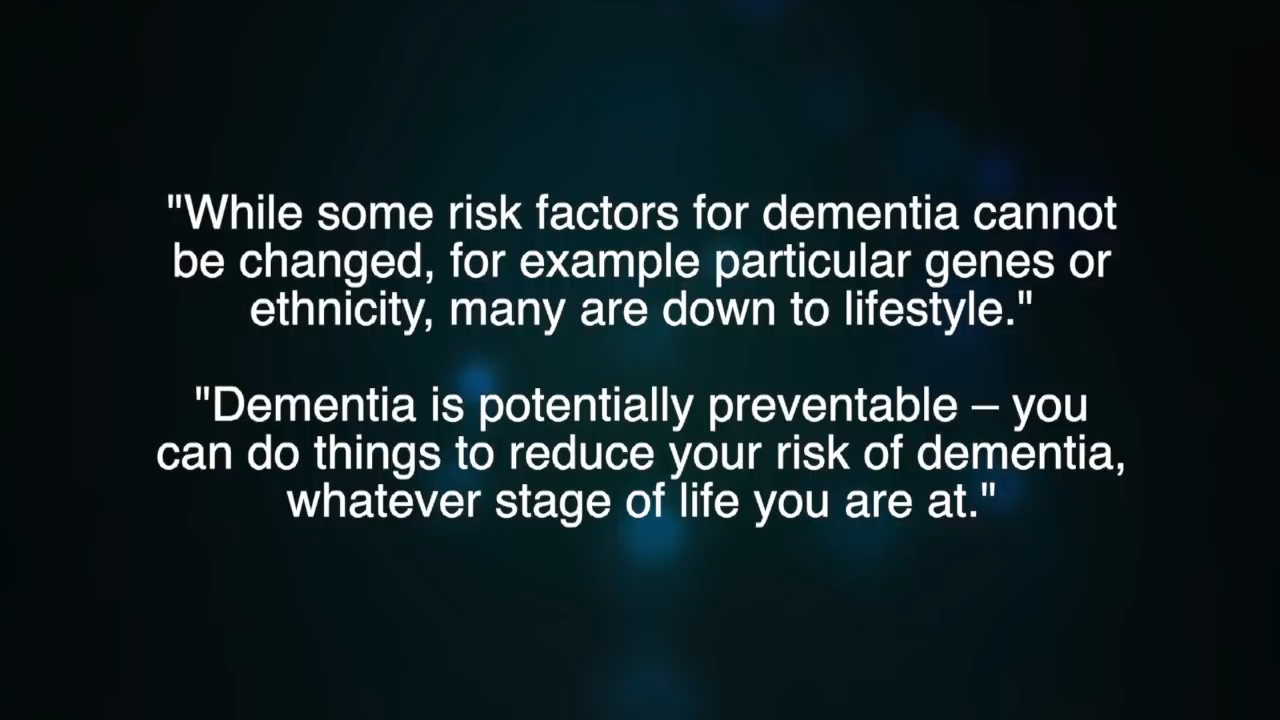 "While some risk factors for dementia cannot
be changed, for example particular genes or
ethnicity, many are down to lifestyle."
"Dementia is potentially preventable – you
can do things to reduce your risk of dementia,
whatever stage of life you are at."